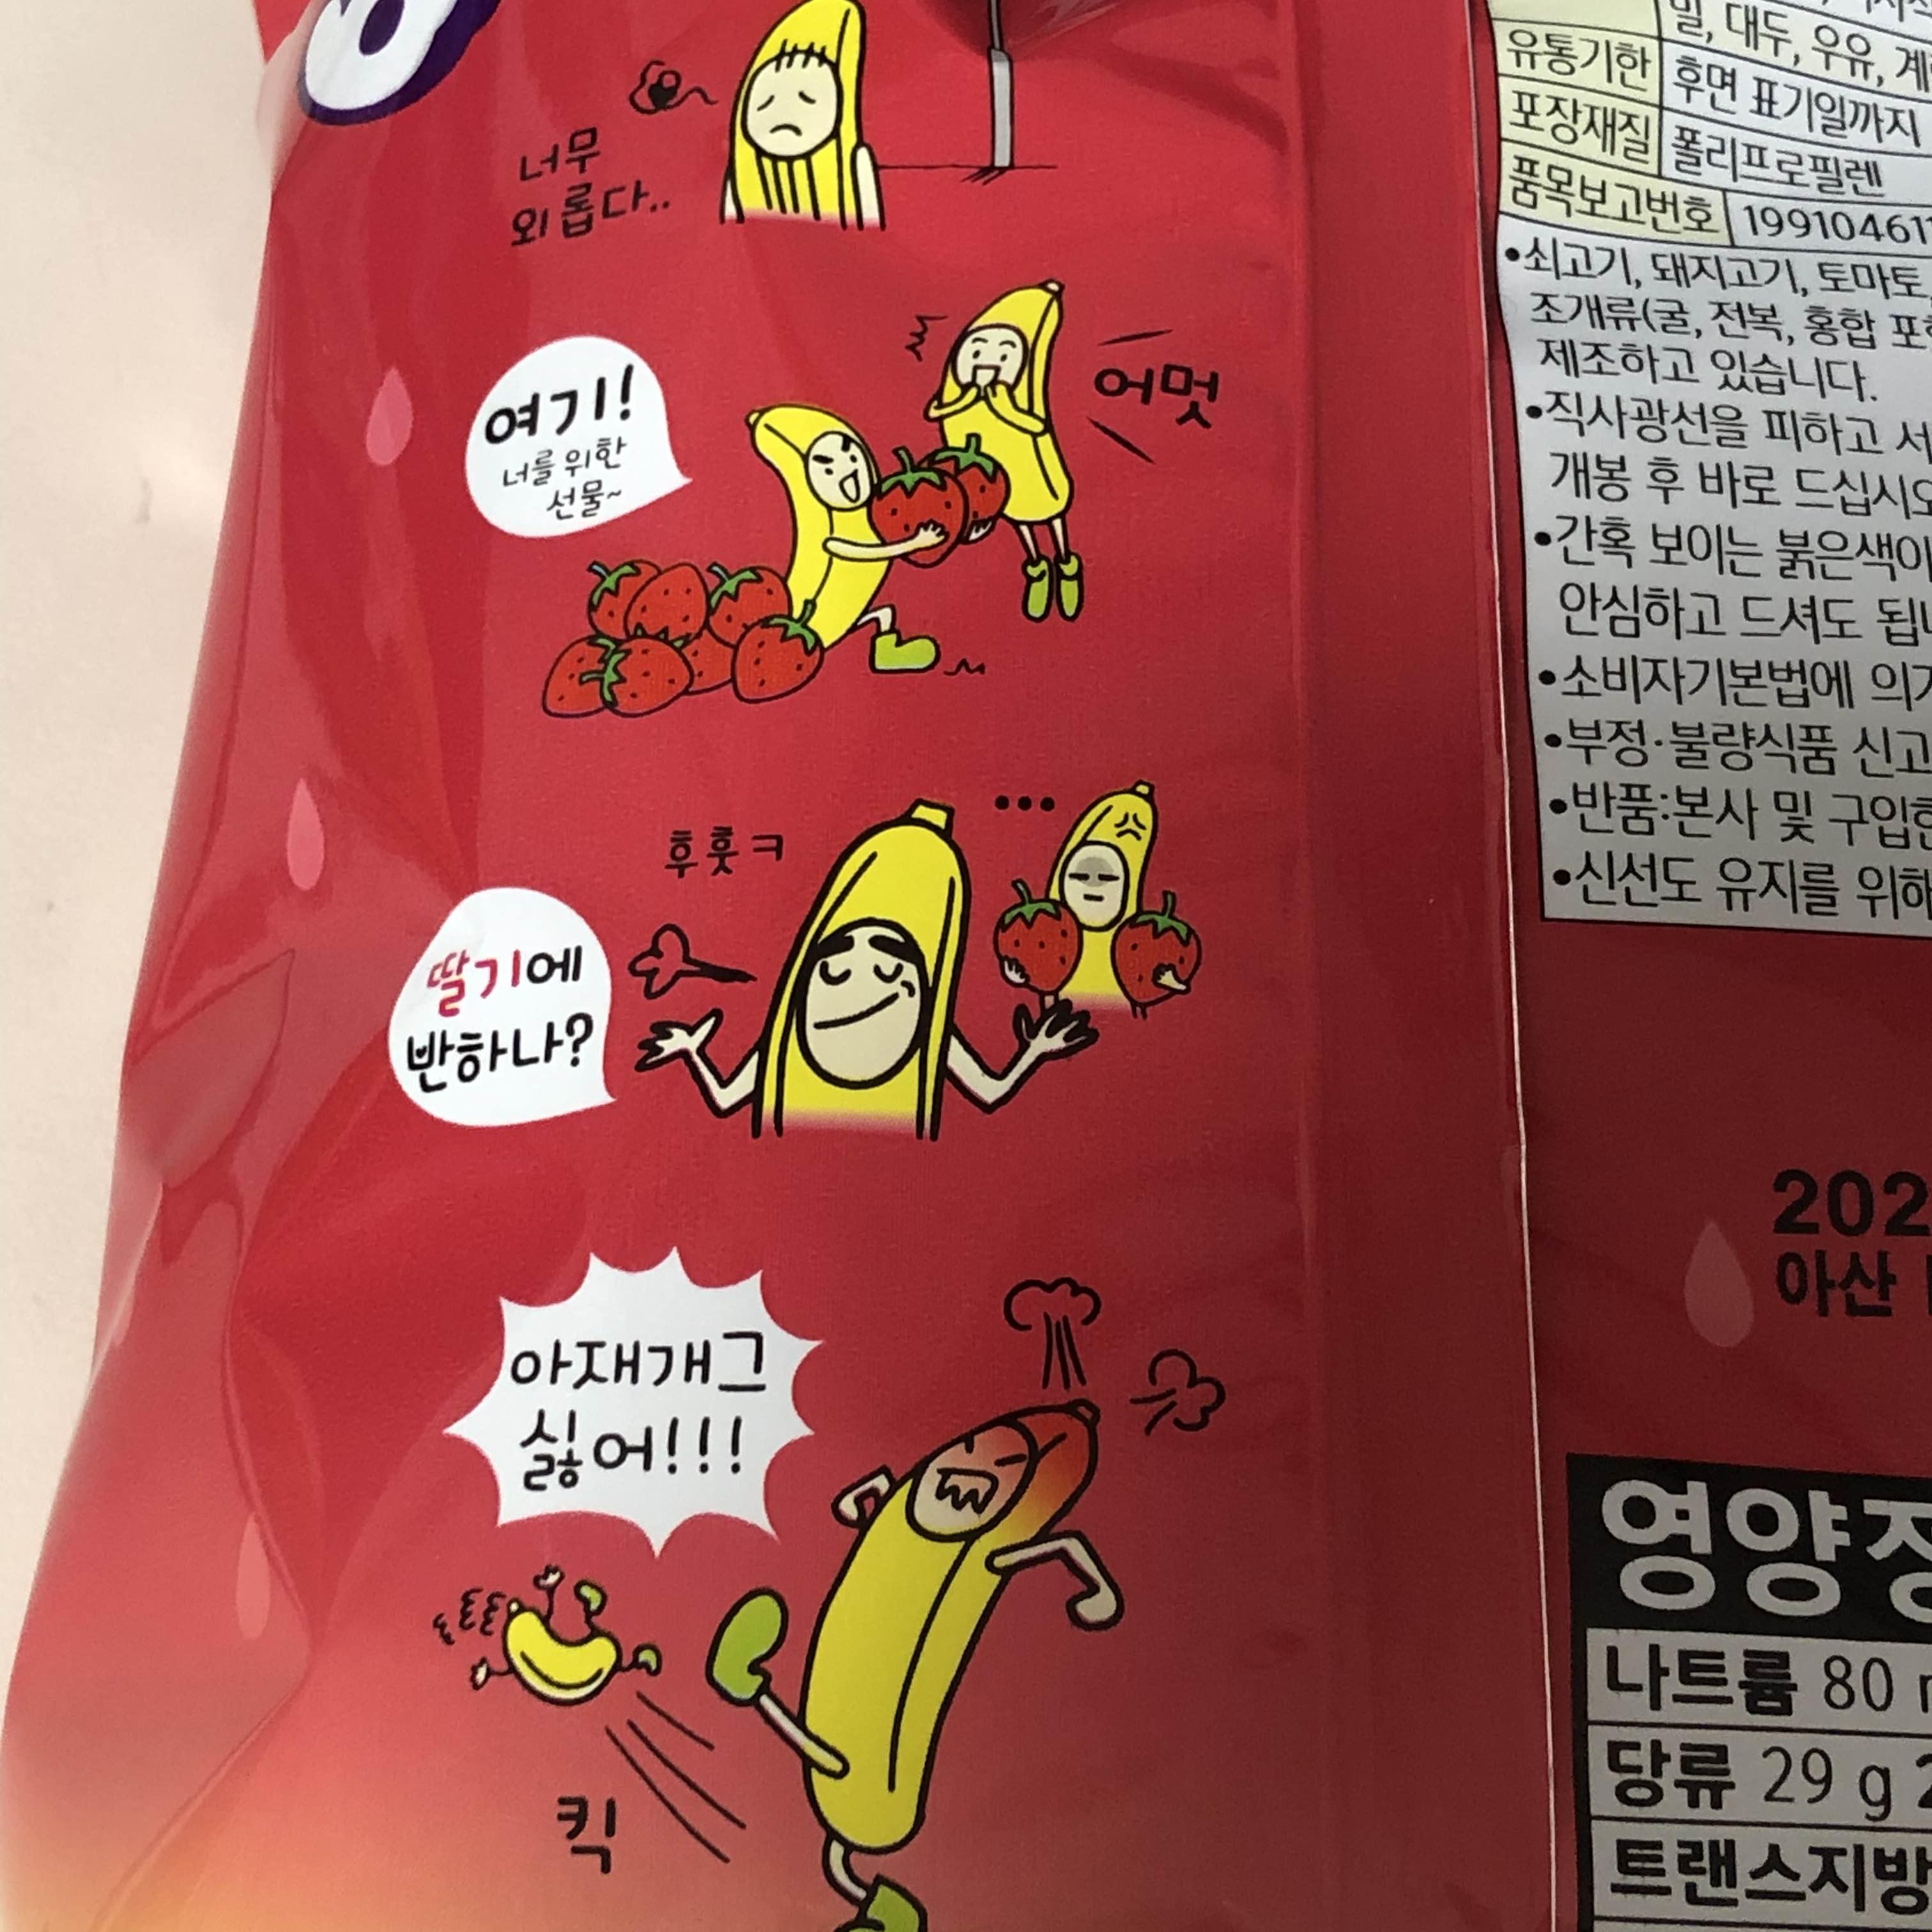 너무
외롭다..
여기!
너를 위한
선물~
어멋
후훗ㅋ
...
딸기에
반하나?
아재개그
싫어!!!
킥
밀, 대두, 우유,
유통기한 후면 표기일까지
포장재질 폴리프로필렌
품목보고번호 199104611
•쇠고기, 돼지고기, 토마토,
조개류(굴, 전복, 홍합
제조하고 있습니다.
•직사광선을 피하고
개봉 후 바로 드십시오
•간혹 보이는 붉은색이
안심하고 드셔도
•소비자기본법에
•부정·불량식품 신고
•반품:본사 및
•신선도 유지를 위해
202
아산
영양
나트륨 80
당류 29 g
트랜스지방